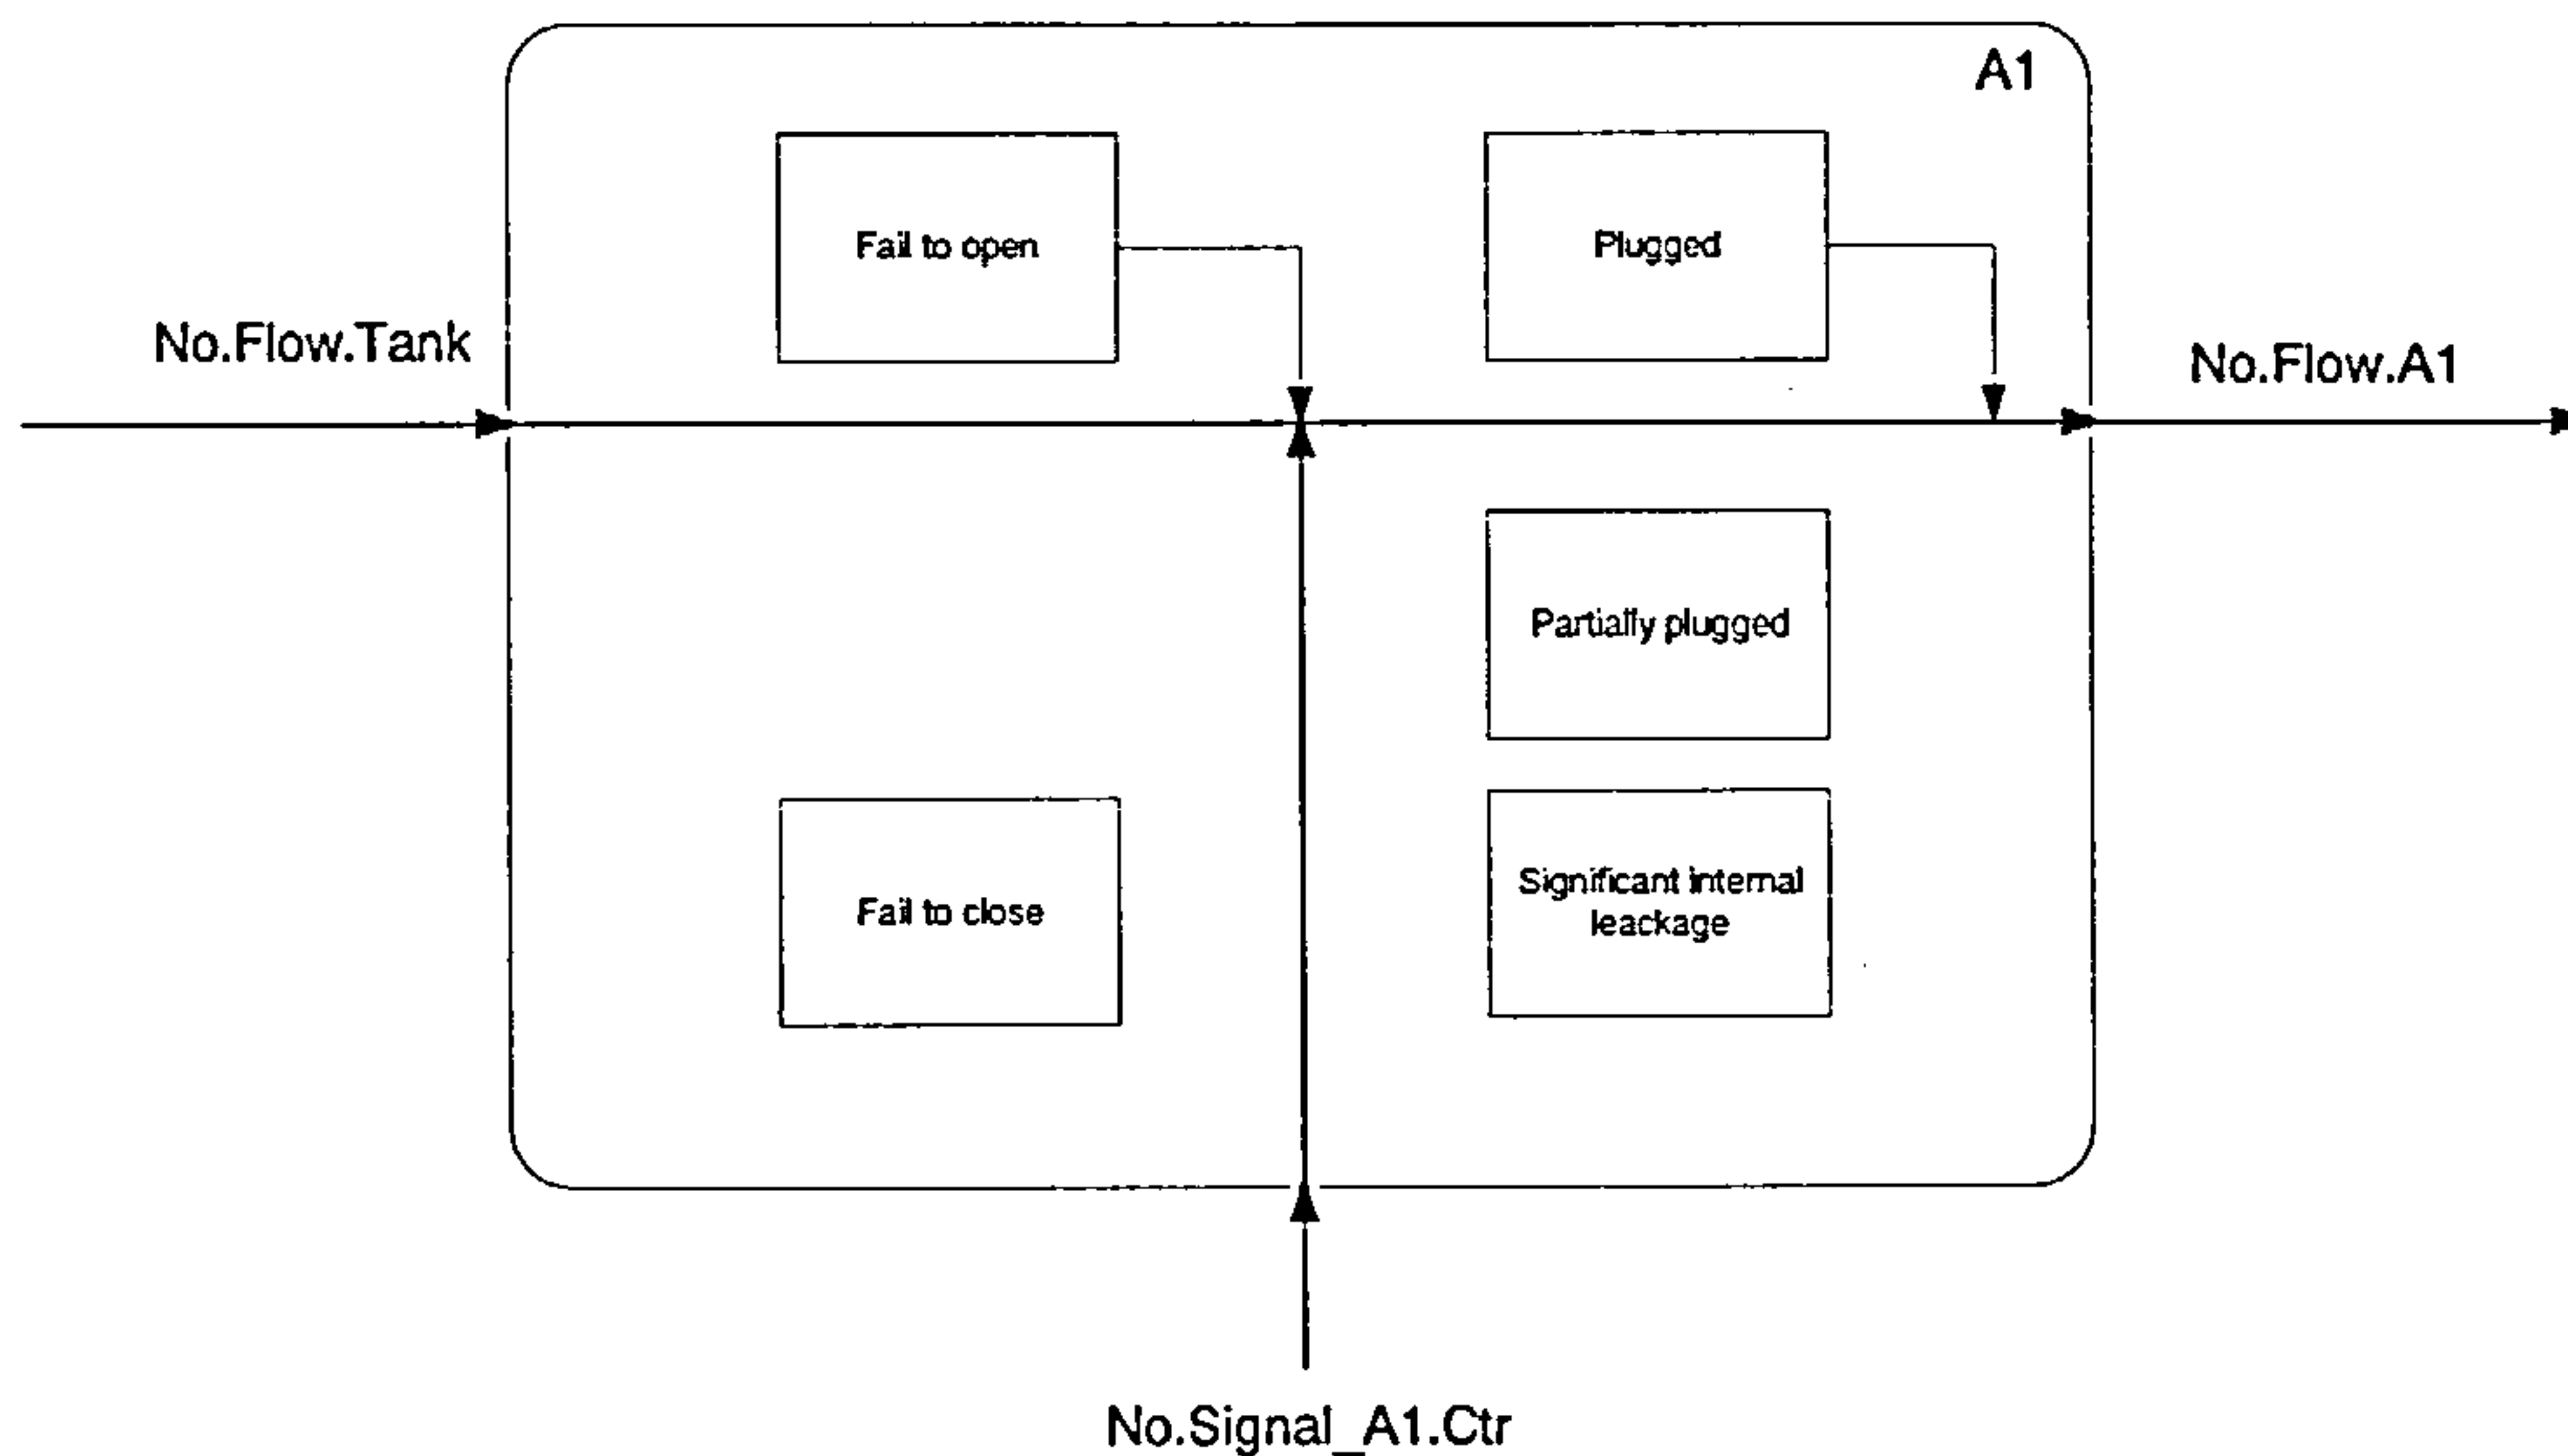 A1
Fail to open
Plugged
No.Flow.Tank
No.Flow.A1
Partially plugged
Fail to close
Significant internal
leackage
No.Signal_A1.Ctr